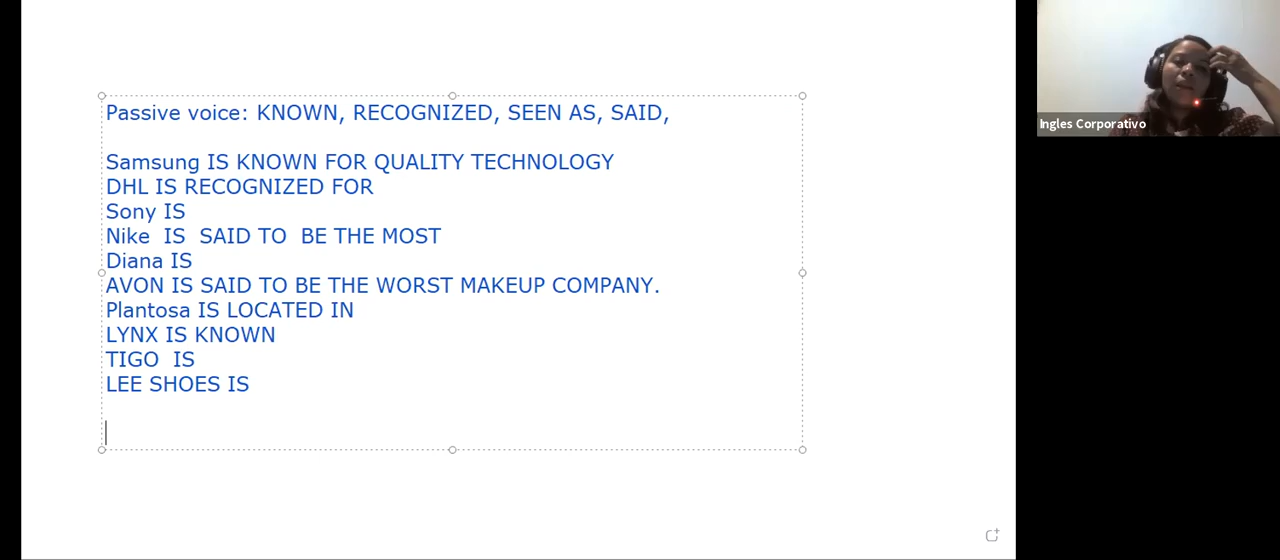 Passive voice: KNOWN, RECOGNIZED, SEEN AS, SAID,
Samsung IS KNOWN FOR QUALITY TECHNOLOGY
DHL IS RECOGNIZED FOR
Sony IS
Nike  IS  SAID TO  BE THE MOST
Diana IS
AVON IS SAID TO BE THE WORST MAKEUP COMPANY.
Plantosa IS LOCATED IN
LYNX IS KNOWN
TIGO  IS
LEE SHOES IS
Ingles Corporativo